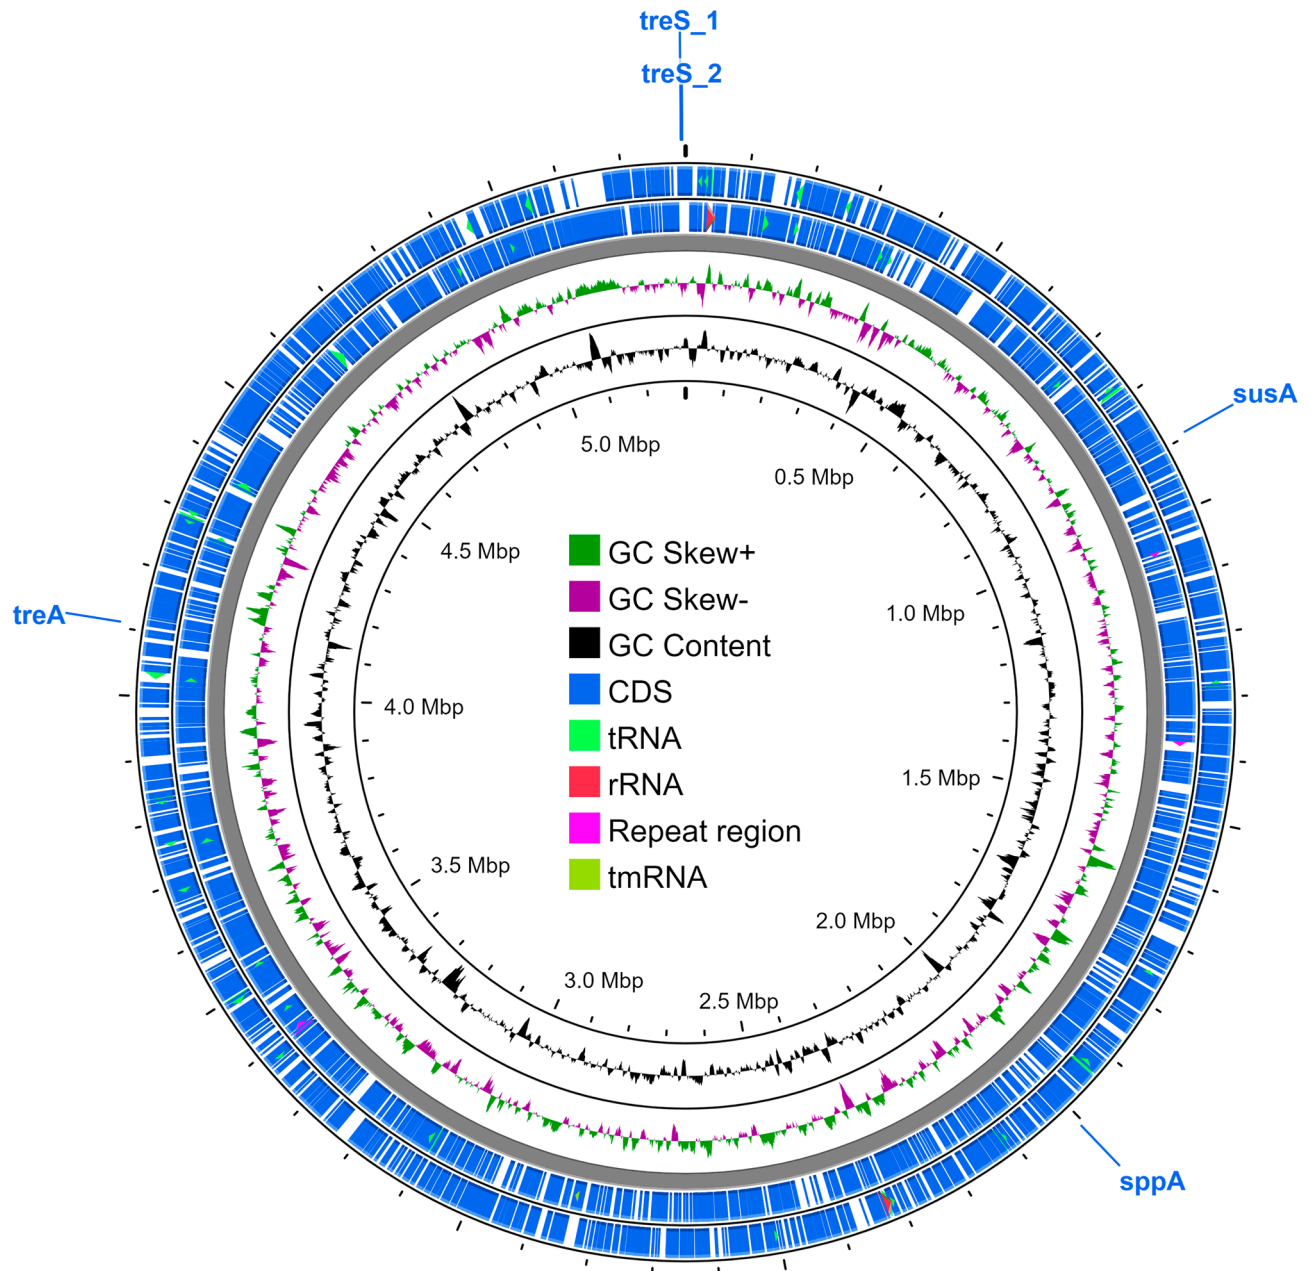 treS_1
treS_2
susA
5.0 Mbp
0.5 Mbp
4.5 Mbp
GC Skew+
GC Skew-
1.0 Mbp
treA
GC Content
CDS
4.0 Mbp
tRNA
1.5 Mbp
rRNA
Repeat region
3.5 Mbp
tmRNA
2.0 Mbp
3.0 Mbp
2.5 Mbp
sppA